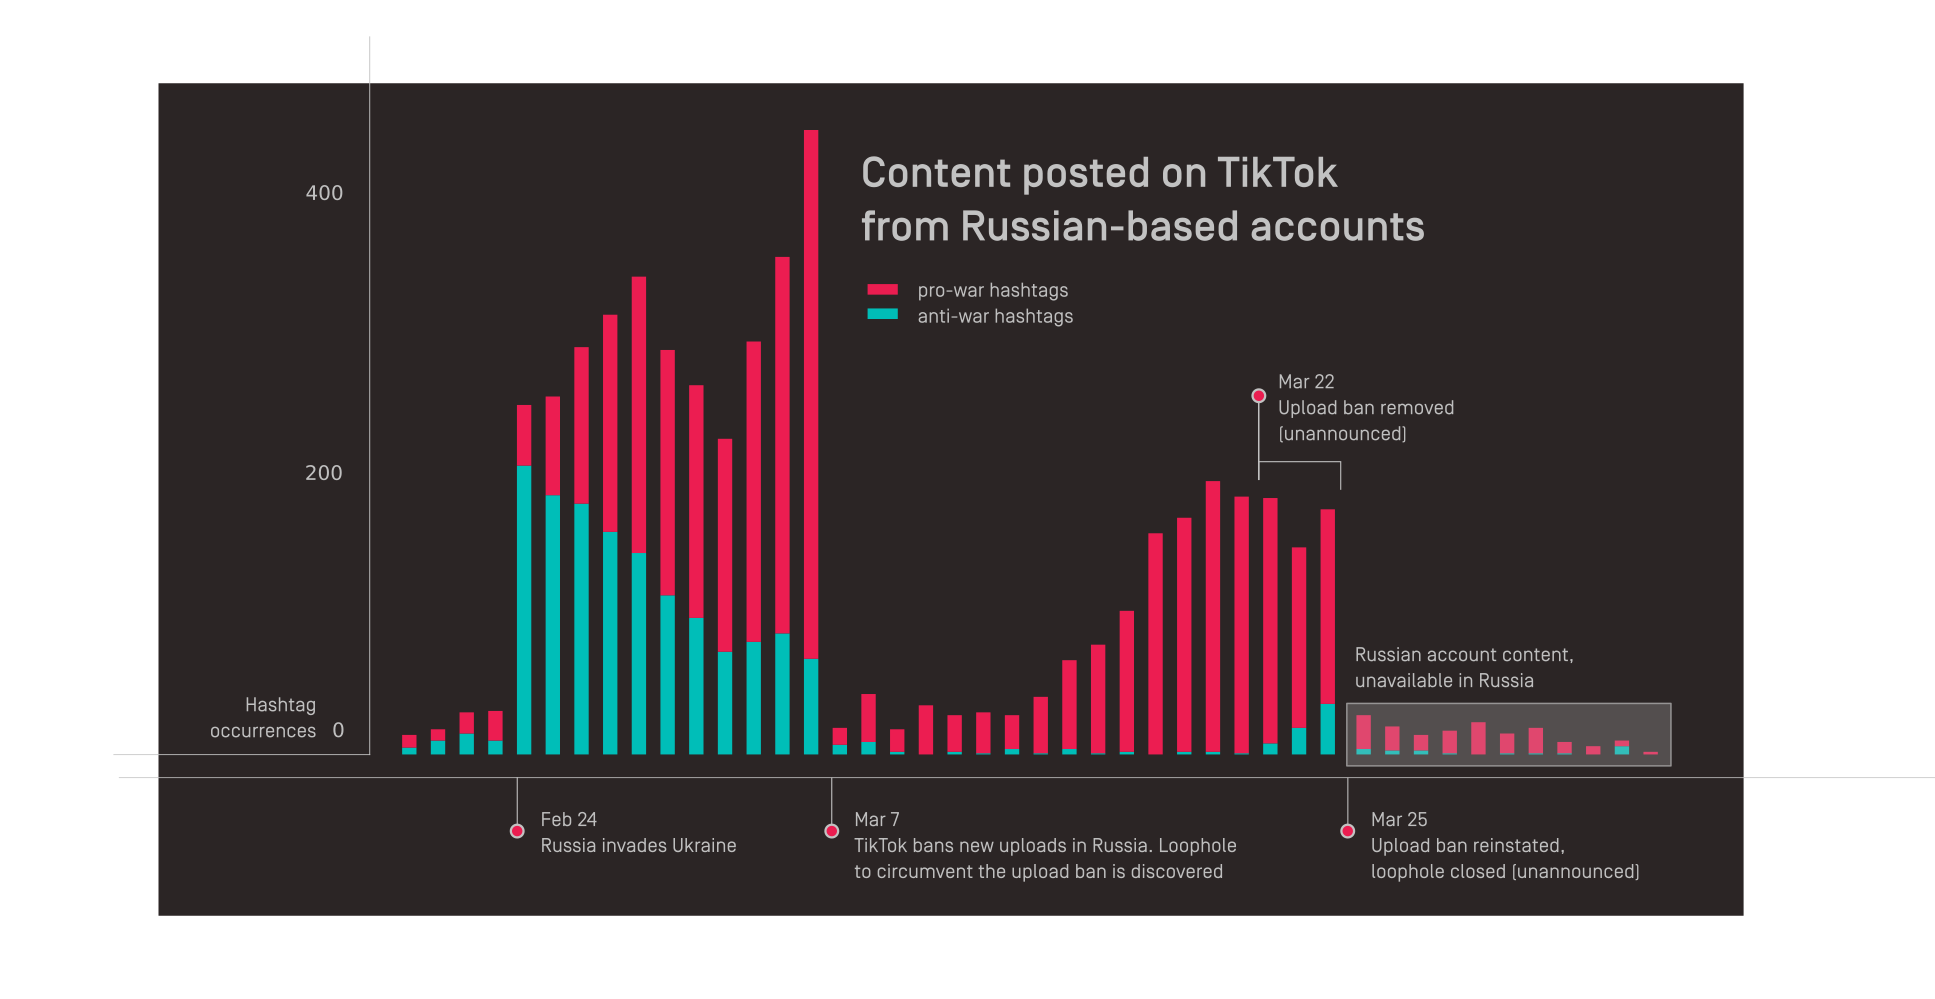 400
200
Hashtag
occurrences 0
Content posted on TikTok
from Russian-based accounts
pro-war hashtags
anti-war hashtags
Mar 22
Upload ban removed
(unannounced)
Russian account content,
unavailable in Russia
Feb 24
Russia invades Ukraine
Mar 7
TikTok bans new uploads in Russia. Loophole
to circumvent the upload ban is discovered
Mar 25
Upload ban reinstated,
loophole closed (unannounced)